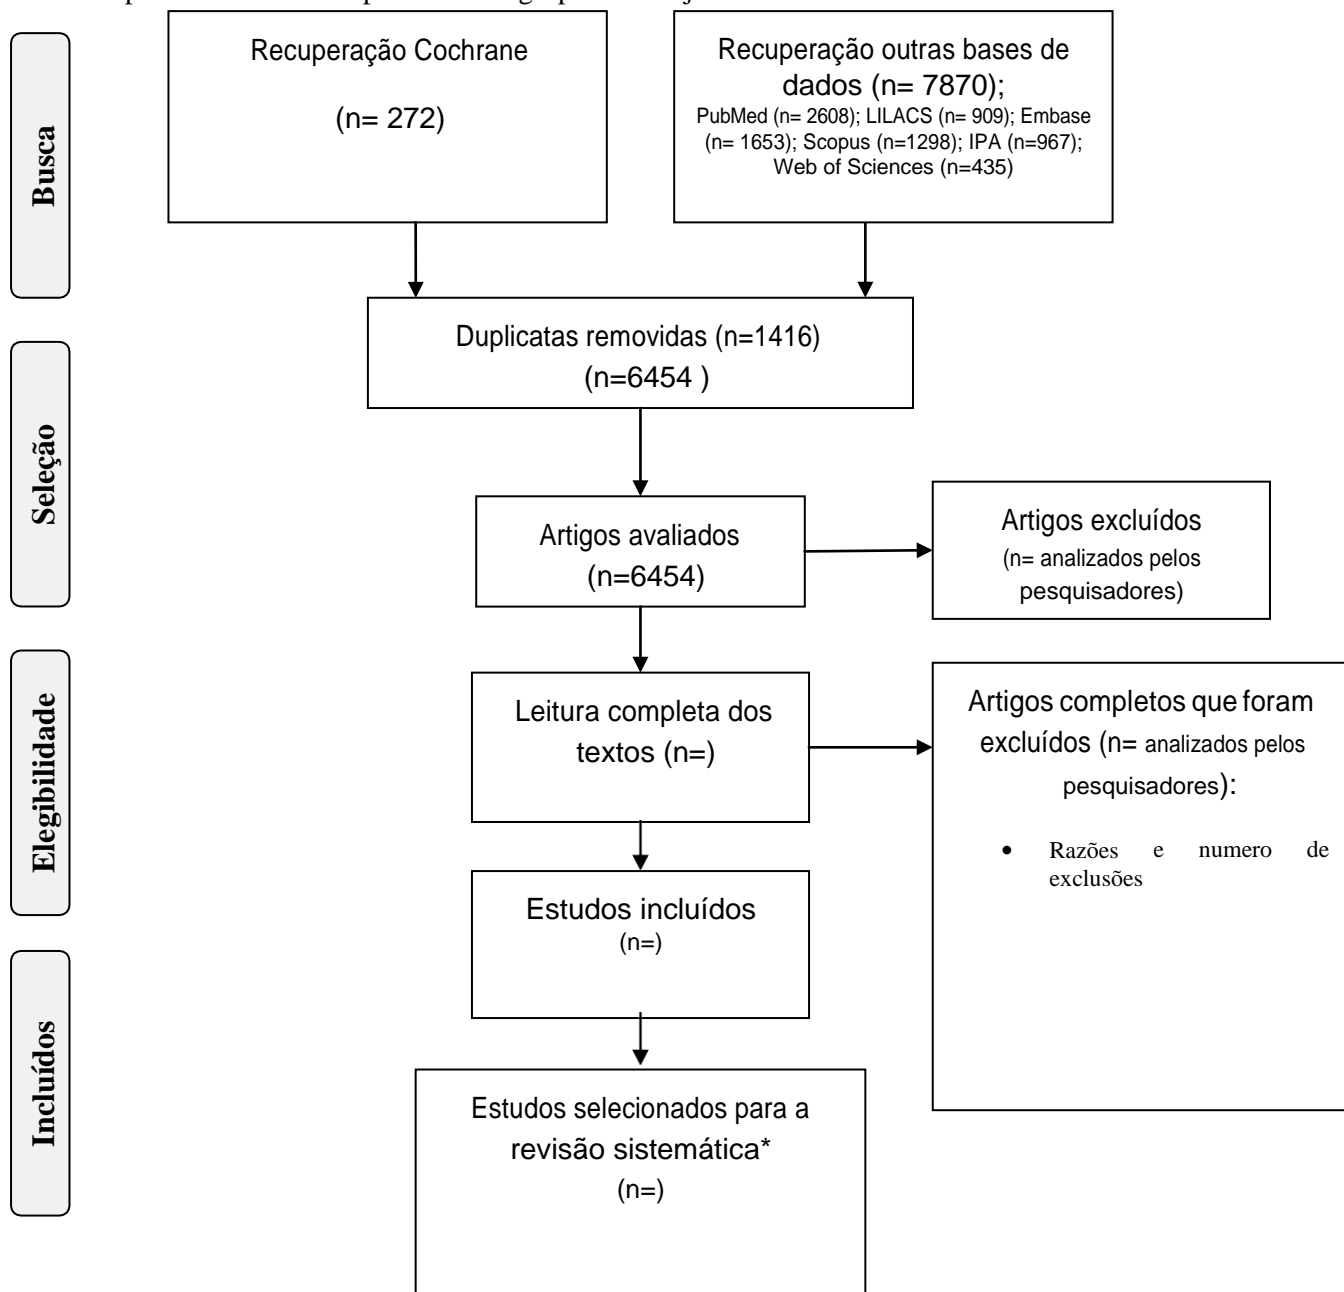 Busca
Recuperação Cochrane
(n= 272)
Recuperação outras bases de
dados (n= 7870);
PubMed (n= 2608); LILACS (n= 909); Embase
(n= 1653); Scopus (n=1298); IPA (n=967);
Web of Sciences (n=435)
Seleção
Duplicatas removidas (n=1416)
(n=6454 )
Artigos avaliados
(n=6454)
Artigos excluídos
(n= analizados pelos
pesquisadores)
Elegibilidade
Leitura completa dos
textos (n=)
Artigos completos que foram
excluídos (n= analizados pelos
pesquisadores):
• Razões e numero de
exclusões
Estudos incluídos
(n=)
Incluídos
Estudos selecionados para a
revisão sistemática*
(n=)